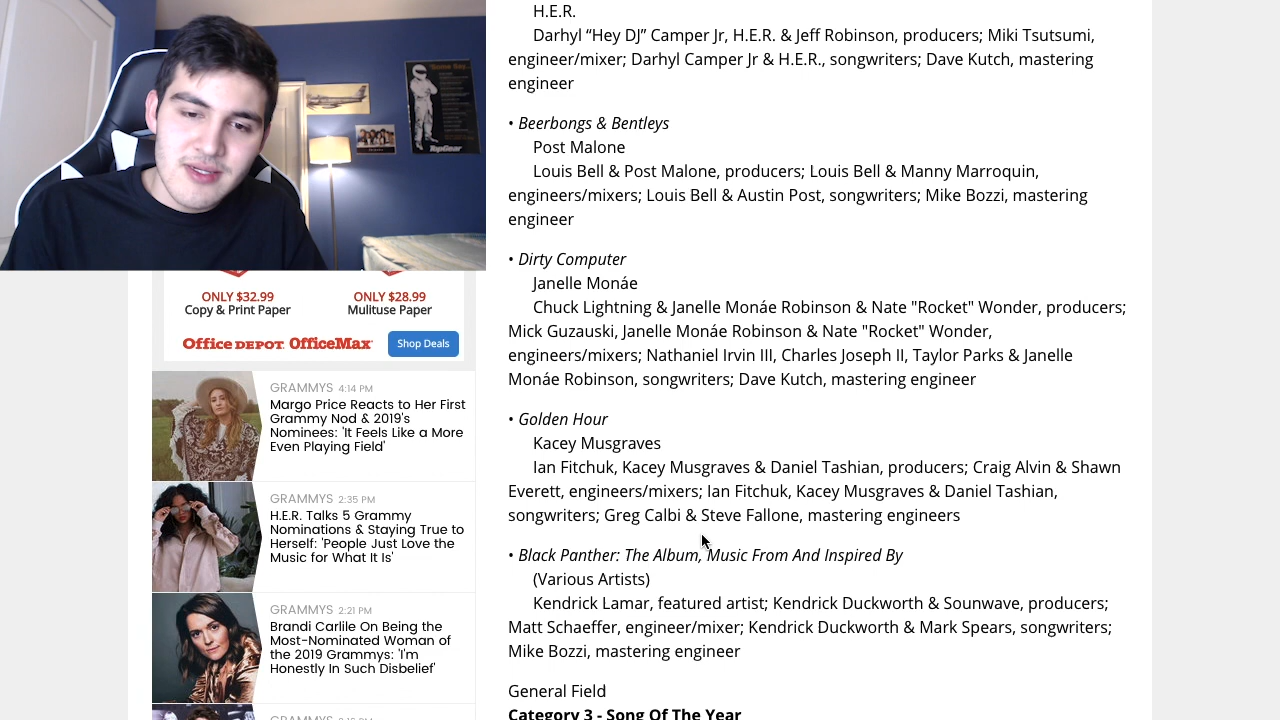 H.E.R.
Darhyl “Hey DJ” Camper Jr, H.E.R. & Jeff Robinson, producers; Miki Tsutsumi,
engineer/mixer; Darhyl Camper Jr & H.E.R., songwriters; Dave Kutch, mastering
engineer
• Beerbongs & Bentleys
Post Malone
Louis Bell & Post Malone, producers; Louis Bell & Manny Marroquin,
engineers/mixers; Louis Bell & Austin Post, songwriters; Mike Bozzi, mastering
engineer
• Dirty Computer
Janelle Monáe
Chuck Lightning & Janelle Monáe Robinson & Nate "Rocket" Wonder, producers;
Mick Guzauski, Janelle Monáe Robinson & Nate "Rocket" Wonder,
engineers/mixers; Nathaniel Irvin III, Charles Joseph II, Taylor Parks & Janelle
Monáe Robinson, songwriters; Dave Kutch, mastering engineer
• Golden Hour
Kacey Musgraves
Ian Fitchuk, Kacey Musgraves & Daniel Tashian, producers; Craig Alvin & Shawn
Everett, engineers/mixers; Ian Fitchuk, Kacey Musgraves & Daniel Tashian,
songwriters; Greg Calbi & Steve Fallone, mastering engineers
• Black Panther: The Album, Music From And Inspired By
(Various Artists)
Kendrick Lamar, featured artist; Kendrick Duckworth & Sounwave, producers;
Matt Schaeffer, engineer/mixer; Kendrick Duckworth & Mark Spears, songwriters;
Mike Bozzi, mastering engineer
General Field
Category 3 - Song Of The Year
"Some Say...
TopGear
ONLY $32.99
Copy & Print Paper
ONLY $28.99
Mulituse Paper
Office DEPOT OfficeMax
Shop Deals
GRAMMYS 4:14 PM
Margo Price Reacts to Her First
Grammy Nod & 2019's
Nominees: 'It Feels Like a More
Even Playing Field'
GRAMMYS 2:35 PM
H.E.R. Talks 5 Grammy
Nominations & Staying True to
Herself: 'People Just Love the
Music for What It Is'
GRAMMYS 2:21 PM
Brandi Carlile On Being the
Most-Nominated Woman of
the 2019 Grammys: 'I'm
Honestly In Such Disbelief'